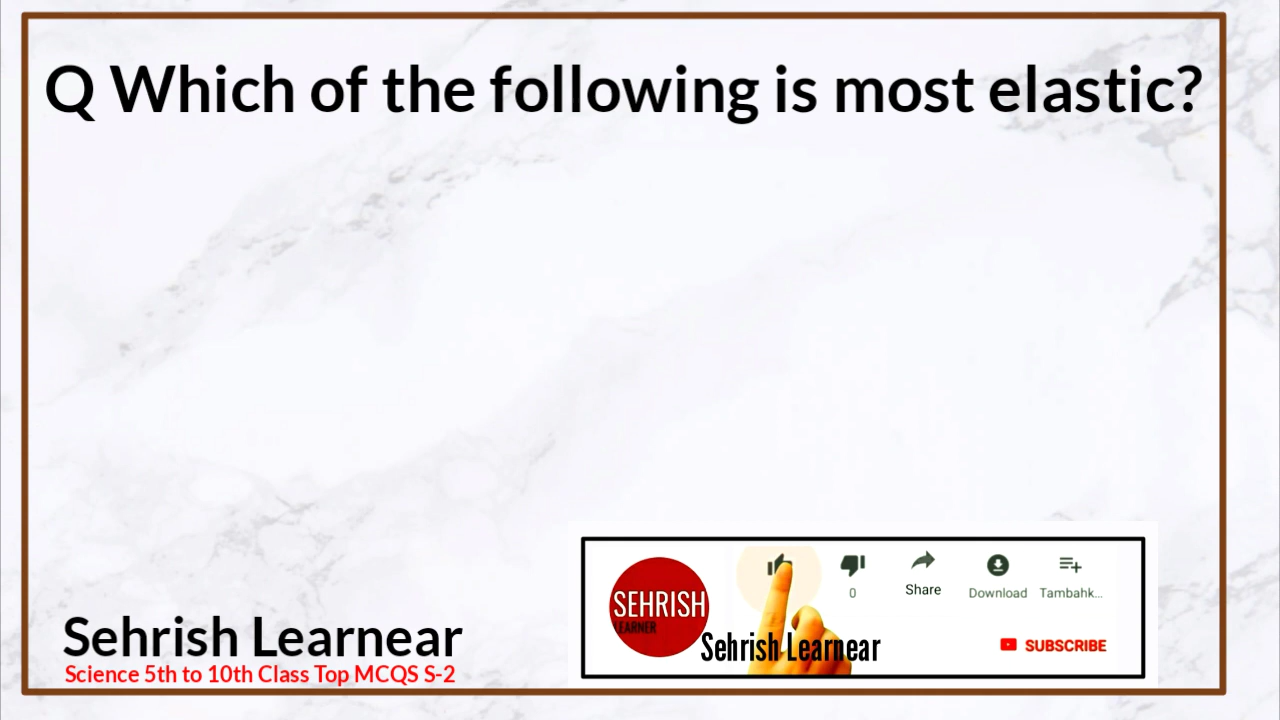 Q Which of the following is most elastic?
SEHRISH
LEARNER
0
Share
Download
Tambahk...
Sehrish Learnear
SUBSCRIBE
Sehrish Learnear
Science 5th to 10th Class Top MCQS S-2